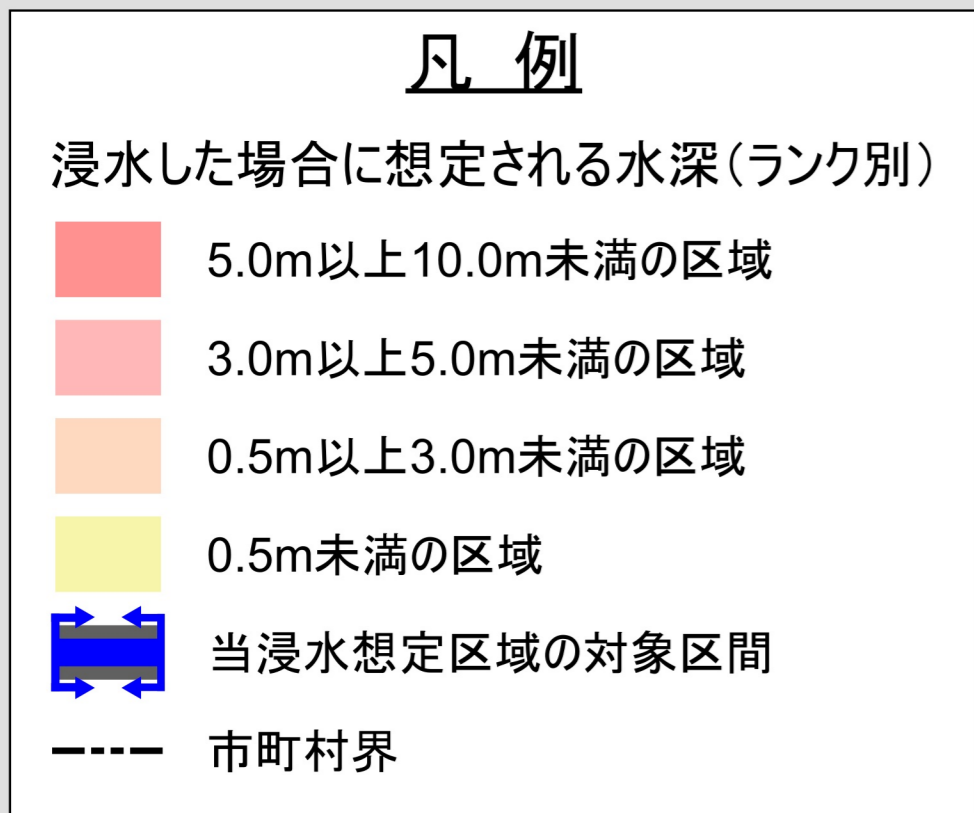 凡 例
浸水した場合に想定される水深（ランク別）
5.0m以上10.0m未満の区域
3.0m以上5.0m未満の区域
0.5m以上3.0m未満の区域
0.5m未満の区域
当浸水想定区域の対象区間
市町村界